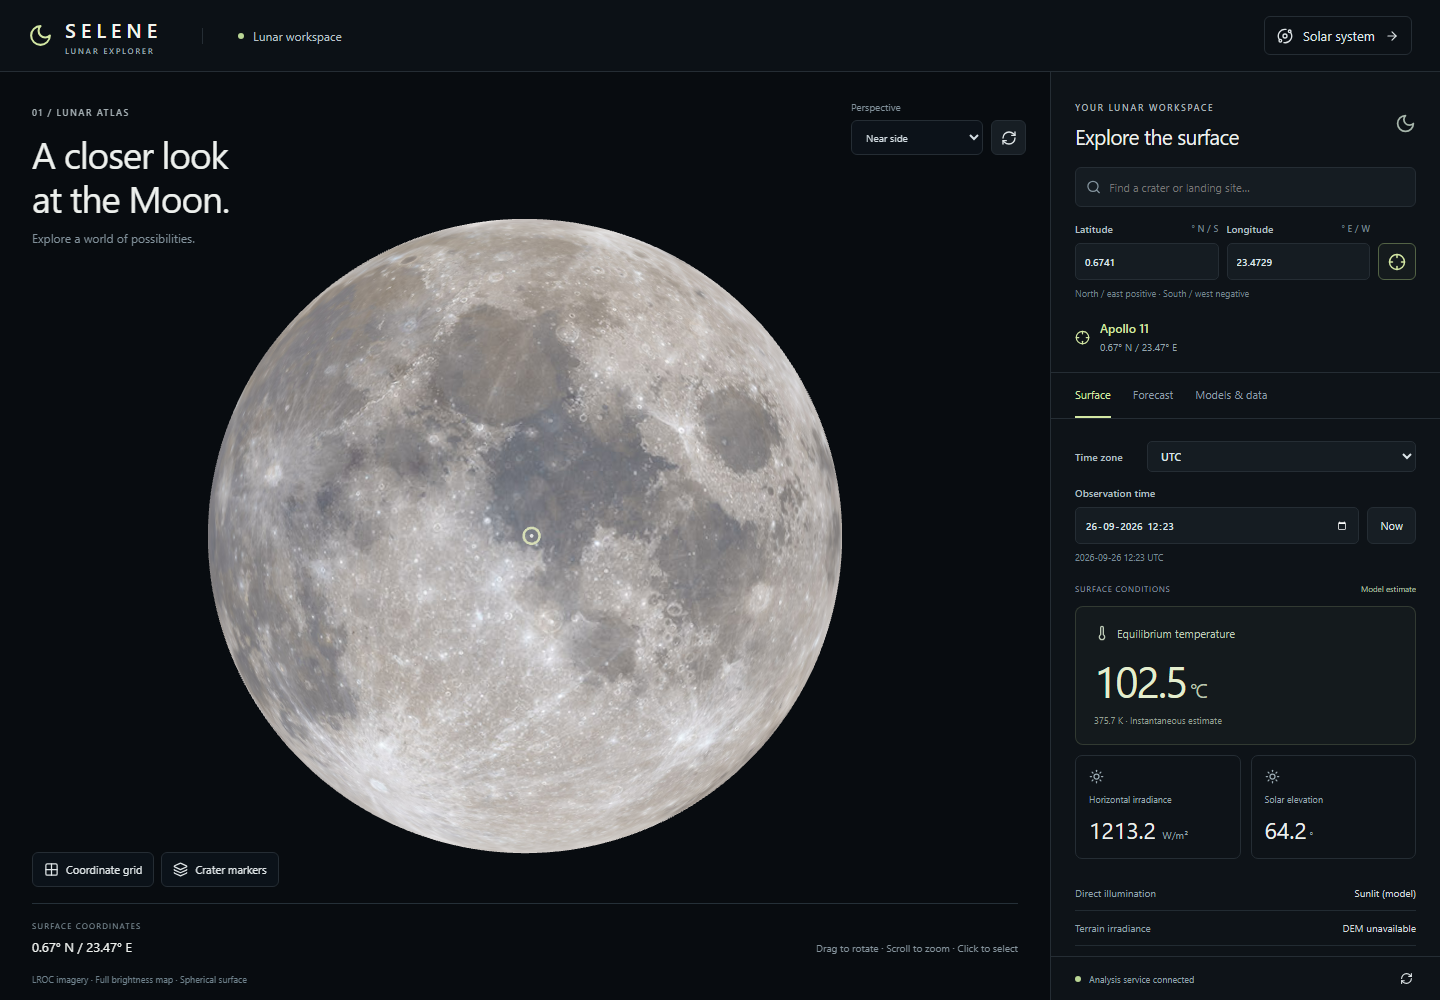 SELENE
LUNAR EXPLORER
Lunar workspace
Solar system
01 / LUNAR ATLAS
A closer look
at the Moon.
Explore a world of possibilities.
Perspective
Near side
Coordinate grid
Crater markers
SURFACE COORDINATES
0.67° N / 23.47° E
Drag to rotate · Scroll to zoom · Click to select
LROC imagery · Full brightness map · Spherical surface
YOUR LUNAR WORKSPACE
Explore the surface
Find a crater or landing site...
Latitude ° N / S Longitude ° E / W
0.6741 23.4729
North / east positive · South / west negative
Apollo 11
0.67° N / 23.47° E
Surface Forecast Models & data
Time zone UTC
Observation time
26-09-2026 12:23 Now
2026-09-26 12:23 UTC
SURFACE CONDITIONS Model estimate
Equilibrium temperature
102.5 °C
375.7 K · Instantaneous estimate
Horizontal irradiance
1213.2 W/m²
Solar elevation
64.2 °
Direct illumination Sunlit (model)
Terrain irradiance DEM unavailable
Analysis service connected